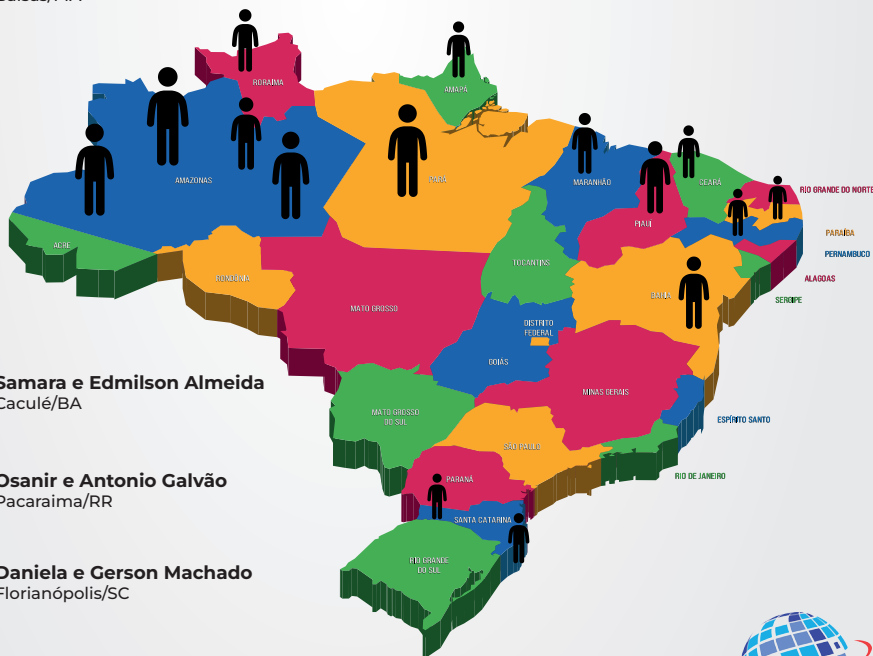 RORAIMA
AMAPÁ
AMAZONAS
PARÁ
MARANHÃO
CEARÁ
RIO GRANDE DO NORTE
PIAUÍ
PARAÍBA
PERNAMBUCO
ACRE
TOCANTINS
ALAGOAS
RONDÔNIA
BAHIA
SERGIPE
MATO GROSSO
DISTRITO
FEDERAL
GOIÁS
MINAS GERAIS
Samara e Edmilson Almeida
Caculé/BA
MATO GROSSO
DO SUL
ESPÍRITO SANTO
SÃO PAULO
RIO DE JANEIRO
Osanir e Antonio Galvão
Pacaraima/RR
PARANÁ
SANTA CATARINA
RIO GRANDE
DO SUL
Daniela e Gerson Machado
Florianópolis/SC